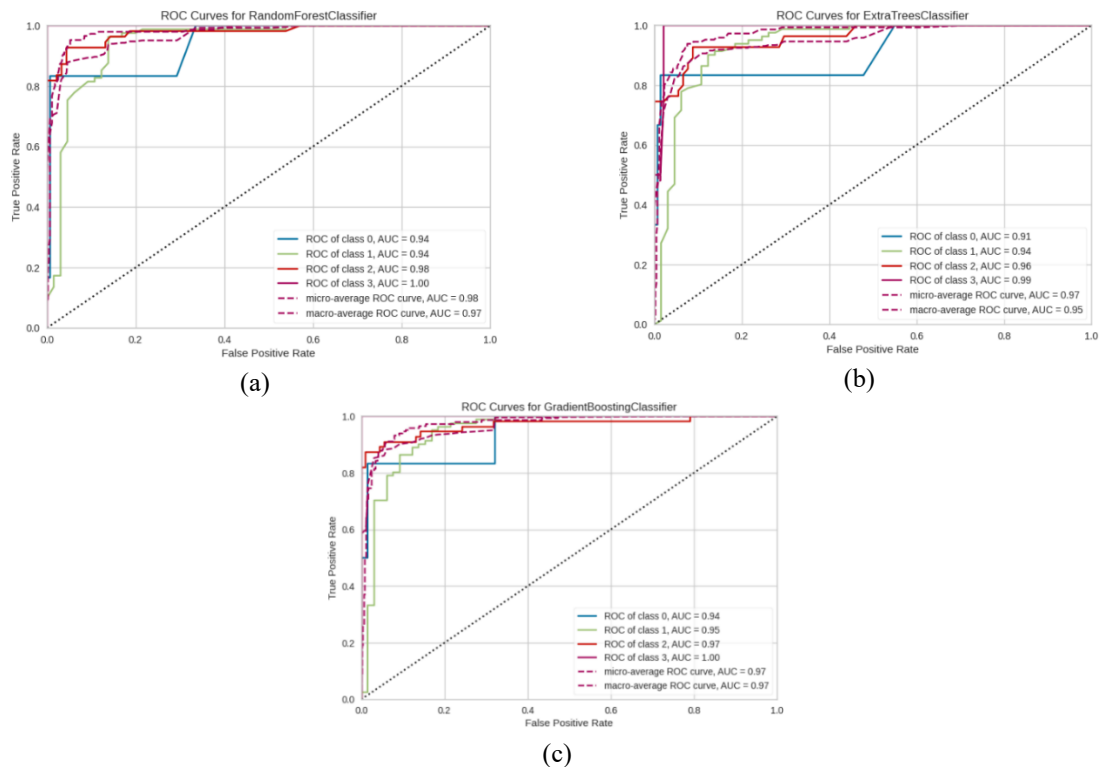 ROC Curves for RandomForestClassifier
True Positive Rate
1.0
0.8
0.6
0.4
0.2
0.0
ROC of class 0, AUC = 0.94
ROC of class 1, AUC = 0.94
ROC of class 2, AUC = 0.98
ROC of class 3, AUC = 1.00
micro-average ROC curve, AUC = 0.98
macro-average ROC curve, AUC = 0.97
0.0 0.2 0.4 0.6 0.8 1.0
False Positive Rate
(a)
ROC Curves for ExtraTreesClassifier
True Positive Rate
1.0
0.8
0.6
0.4
0.2
0.0
ROC of class 0, AUC = 0.91
ROC of class 1, AUC = 0.94
ROC of class 2, AUC = 0.96
ROC of class 3, AUC = 0.99
micro-average ROC curve, AUC = 0.97
macro-average ROC curve, AUC = 0.95
0.0 0.2 0.4 0.6 0.8 1.0
False Positive Rate
(b)
ROC Curves for GradientBoostingClassifier
True Positive Rate
1.0
0.8
0.6
0.4
0.2
0.0
ROC of class 0, AUC = 0.94
ROC of class 1, AUC = 0.95
ROC of class 2, AUC = 0.97
ROC of class 3, AUC = 1.00
micro-average ROC curve, AUC = 0.97
macro-average ROC curve, AUC = 0.97
0.0 0.2 0.4 0.6 0.8 1.0
False Positive Rate
(c)